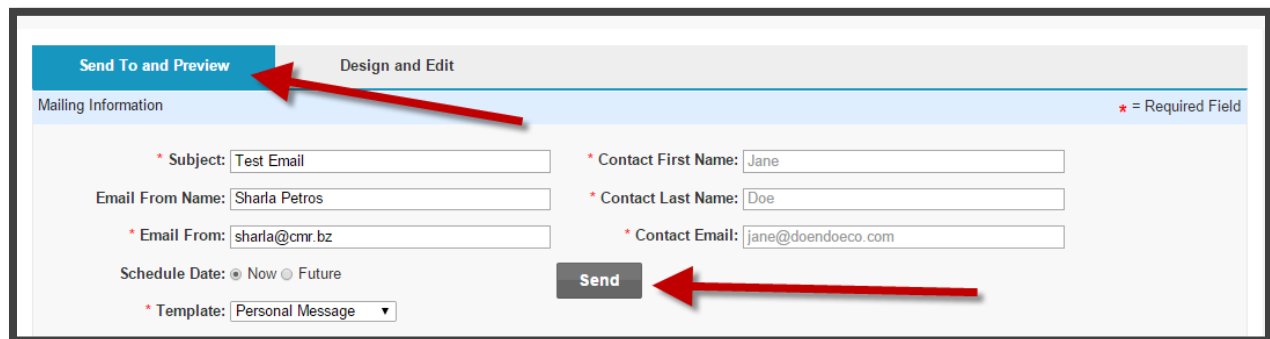 Send To and Preview Design and Edit
Mailing Information * = Required Field
* Subject: Test Email * Contact First Name: Jane
Email From Name: Sharla Petros * Contact Last Name: Doe
* Email From: sharla@cmr.bz * Contact Email: jane@doendoeco.com
Schedule Date: Now Future Send
* Template: Personal Message